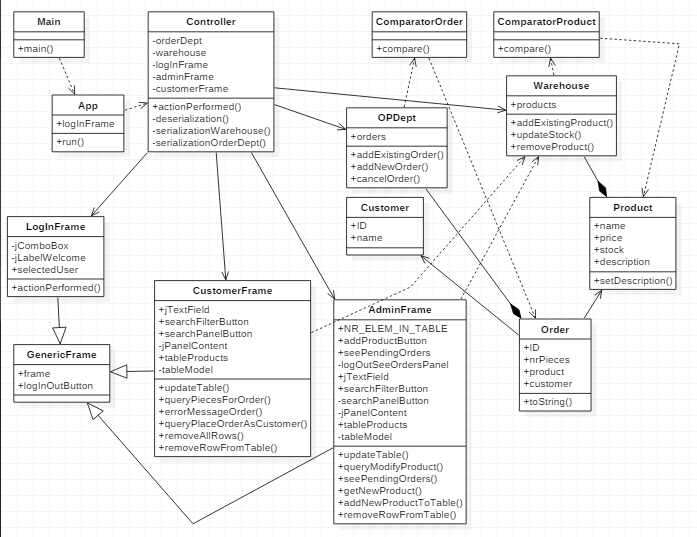 Main
+main()
App
+logInFrame
+run()
Controller
-orderDept
-warehouse
-logInFrame
-adminFrame
-customerFrame
+actionPerformed()
-deserialization()
-serializationWarehouse()
-serializationOrderDept()
ComparatorOrder
+compare()
ComparatorProduct
+compare()
Warehouse
+products
+addExistingProduct()
+updateStock()
+removeProduct()
OPDept
+orders
+addExistingOrder()
+addNewOrder()
+cancelOrder()
Customer
+ID
+name
Product
+name
+price
+stock
+description
+setDescription()
LogInFrame
-jComboBox
-jLabelWelcome
+selectedUser
+actionPerformed()
CustomerFrame
+jTextField
+searchFilterButton
+searchPanelButton
-jPanelContent
+tableProducts
-tableModel
+updateTable()
+queryPiecesForOrder()
+errorMessageOrder()
+queryPlaceOrderAsCustomer()
+removeAllRows()
+removeRowFromTable()
AdminFrame
+NR_ELEM_IN_TABLE
+addProductButton
+seePendingOrders
-logOutSeeOrdersPanel
+jTextField
+searchFilterButton
-searchPanelButton
-jPanelContent
+tableProducts
-tableModel
+updateTable()
+queryModifyProduct()
+seePendingOrders()
+getNewProduct()
+addNewProductToTable()
+removeRowFromTable()
Order
+ID
+nrPieces
+product
+customer
+toString()
GenericFrame
+frame
+logInOutButton